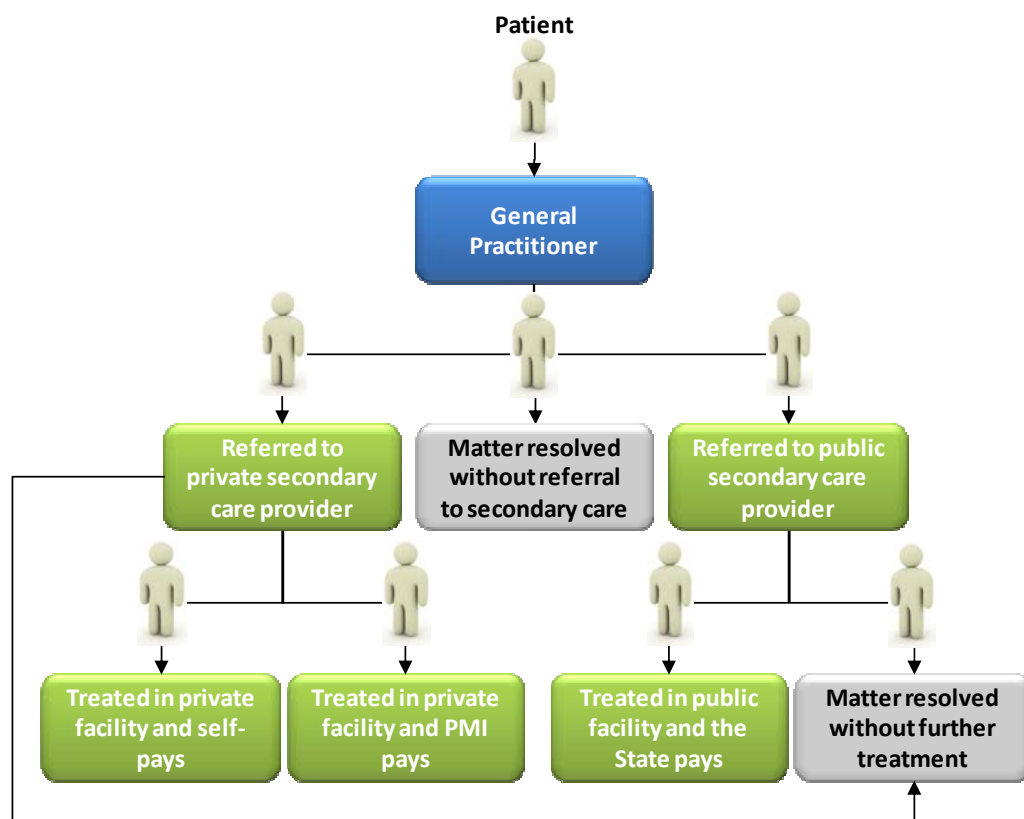 Patient
General
Practitioner
Referred to
private secondary
care provider
Matter resolved
without referral
to secondary care
Referred to public
secondary care
provider
Treated in private
facility and self-
pays
Treated in private
facility and PMI
pays
Treated in public
facility and the
State pays
Matter resolved
without further
treatment